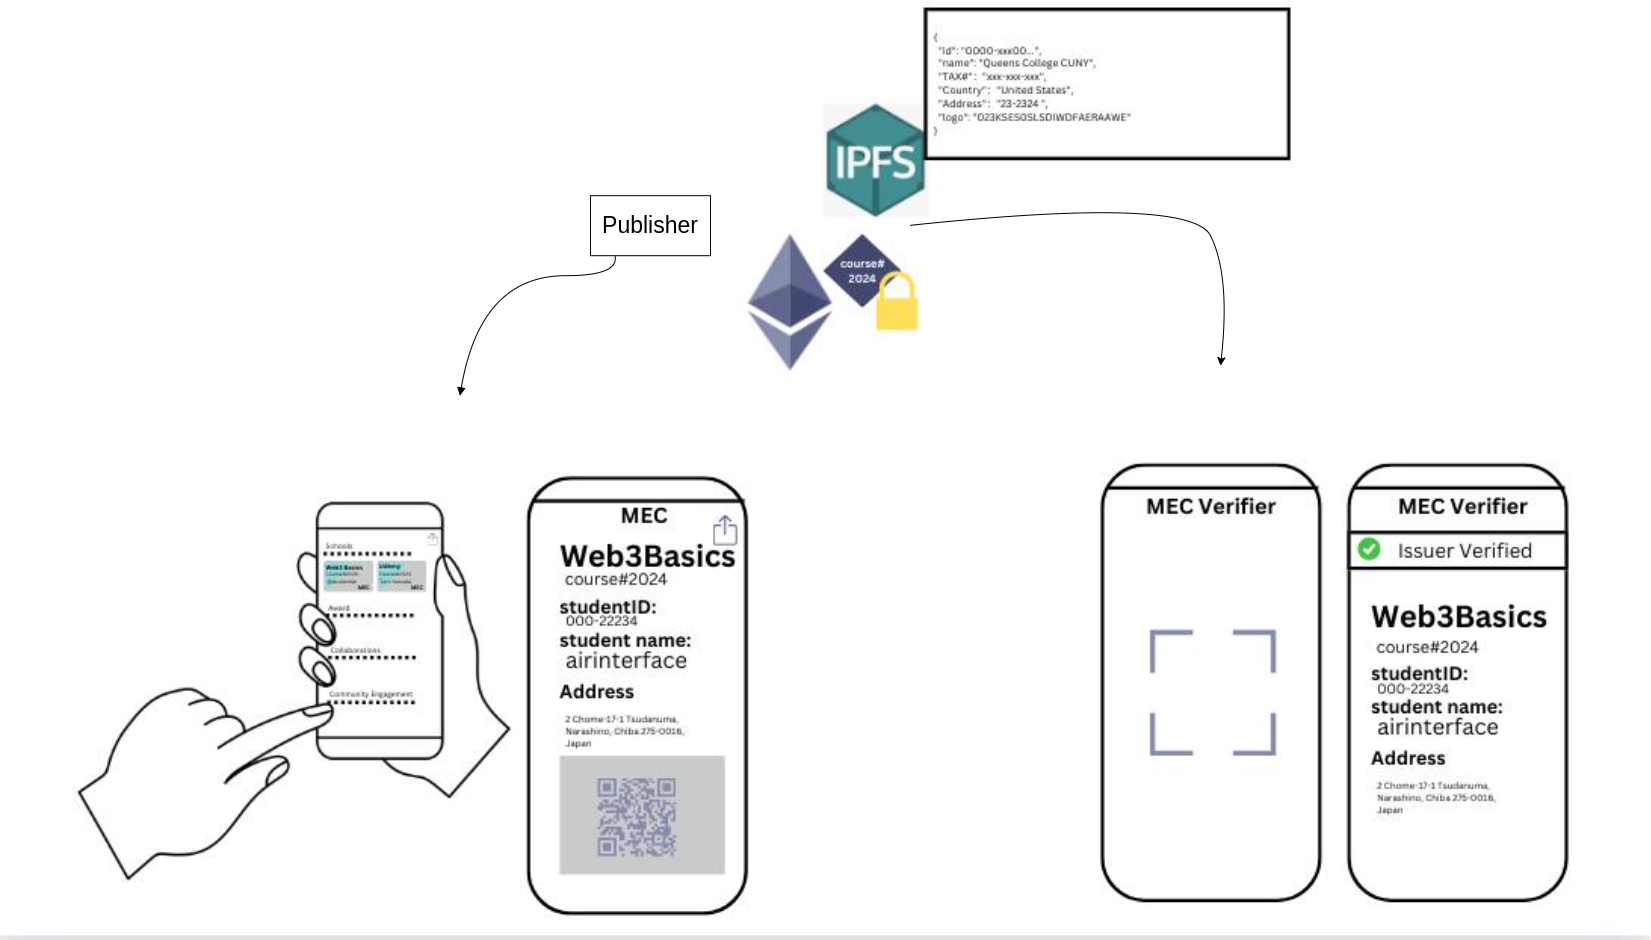 {
"id": "0000-xxx00...",
"name": "Queens College CUNY",
"TAX#": "xxx-xxx-xxx",
"Country": "United States",
"Address": "23-2324 ",
"logo": "023KSES0SLSDIWDFAERAAWE"
}
IPFS
Publisher
course#
2024
Schools
Web3 Basics
Udemy
MEC
MEC
Award
Collaborations
Community Engagement
MEC
Web3Basics
course#2024
studentID:
000-22234
student name:
airinterface
Address
2 Chome-17-1 Tsudanuma,
Narashino, Chiba 275-0016,
Japan
MEC Verifier
MEC Verifier
Issuer Verified
Web3Basics
course#2024
studentID:
000-22234
student name:
airinterface
Address
2 Chome-17-1 Tsudanuma,
Narashino, Chiba 275-0016,
Japan